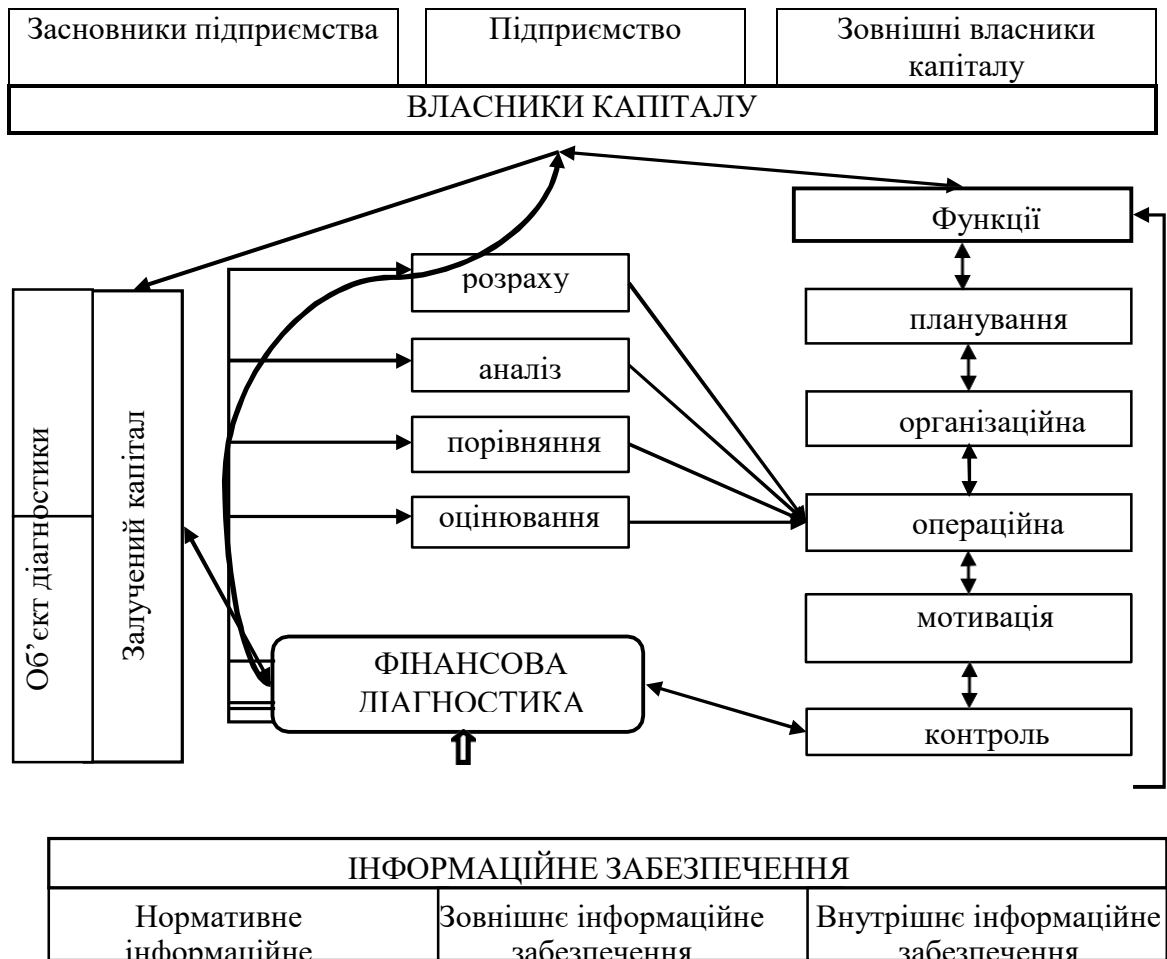 Засновники підприємства
Підприємство
Зовнішні власники
капіталу
ВЛАСНИКИ КАПІТАЛУ
Функції
розраху
планування
аналіз
організаційна
порівняння
оцінювання
операційна
Об’єкт діагностики
Залучений капітал
мотивація
ФІНАНСОВА
ДІАГНОСТИКА
контроль
ІНФОРМАЦІЙНЕ ЗАБЕЗПЕЧЕННЯ
Нормативне
інформаційне
Зовнішнє інформаційне
забезпечення
Внутрішнє інформаційне
забезпечення